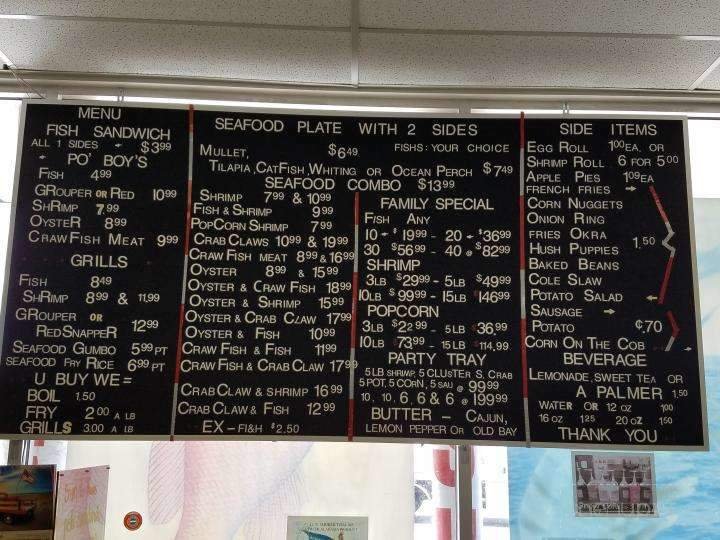 MENU
FISH SANDWICH
ALL 1 SIDES $3.99
PO' BOY'S
FISH 4.99
GROUPER OR RED 10.99
SHRIMP 7.99
OYSTER 8.99
CRAWFISH MEAT 9.99
GRILLS
FISH 8.49
SHRIMP 8.99 & 11.99
GROUPER OR
RED SNAPPER 12.99
SEAFOOD GUMBO 5.99 PT
SEAFOOD FRY RICE 6.99 PT
U BUY WE =
BOIL 1.50
FRY 2.00 A LB
GRILLS 3.00 A LB
SEAFOOD PLATE WITH 2 SIDES
MULLET, $6.49 FISHS: YOUR CHOICE
TILAPIA, CATFISH, WHITING OR OCEAN PERCH $7.49
SEAFOOD COMBO $13.99
SHRIMP 7.99 & 10.99
FISH & SHRIMP 9.99
POPCORN SHRIMP 7.99
CRAB CLAWS 10.99 & 19.99
CRAW FISH MEAT 8.99 & 16.99
OYSTER 8.99 & 15.99
OYSTER & CRAW FISH 18.99
OYSTER & SHRIMP 15.99
OYSTER & CRAB CLAW 17.99
OYSTER & FISH 10.99
CRAW FISH & FISH 11.99
CRAW FISH & CRAB CLAW 17.99
CRAB CLAW & SHRIMP 16.99
CRAB CLAW & FISH 12.99
EX - FI&H $2.50
FAMILY SPECIAL
FISH ANY
10 - $19.99 - 20 - $36.99
30 $56.99 - 40 @ $82.99
SHRIMP
3LB $29.99 - 5LB $49.99
10LB $99.99 - 15LB $146.99
POPCORN
3LB $22.99 - 5LB $36.99
10LB $73.99 - 15LB $114.99
PARTY TRAY
5LB SHRIMP, 5 CLUSTER S, CRAB
5 POT, 5 CORN, 5 SAU @ 99.99
10, 10, 6, 6 & 6 @ 199.99
BUTTER - CAJUN,
LEMON PEPPER OR OLD BAY
SIDE ITEMS
EGG ROLL 1.00 EA. OR
SHRIMP ROLL 6 FOR 5.00
APPLE PIES 1.09 EA
FRENCH FRIES
CORN NUGGETS
ONION RING
FRIES OKRA
HUSH PUPPIES 1.50
BAKED BEANS
COLE SLAW
POTATO SALAD
SAUSAGE
POTATO ¢.70
CORN ON THE COB
BEVERAGE
LEMONADE, SWEET TEA OR
A PALMER 1.50
WATER OR 12 OZ 1.00
16 OZ 1.25 20 OZ 1.50
THANK YOU